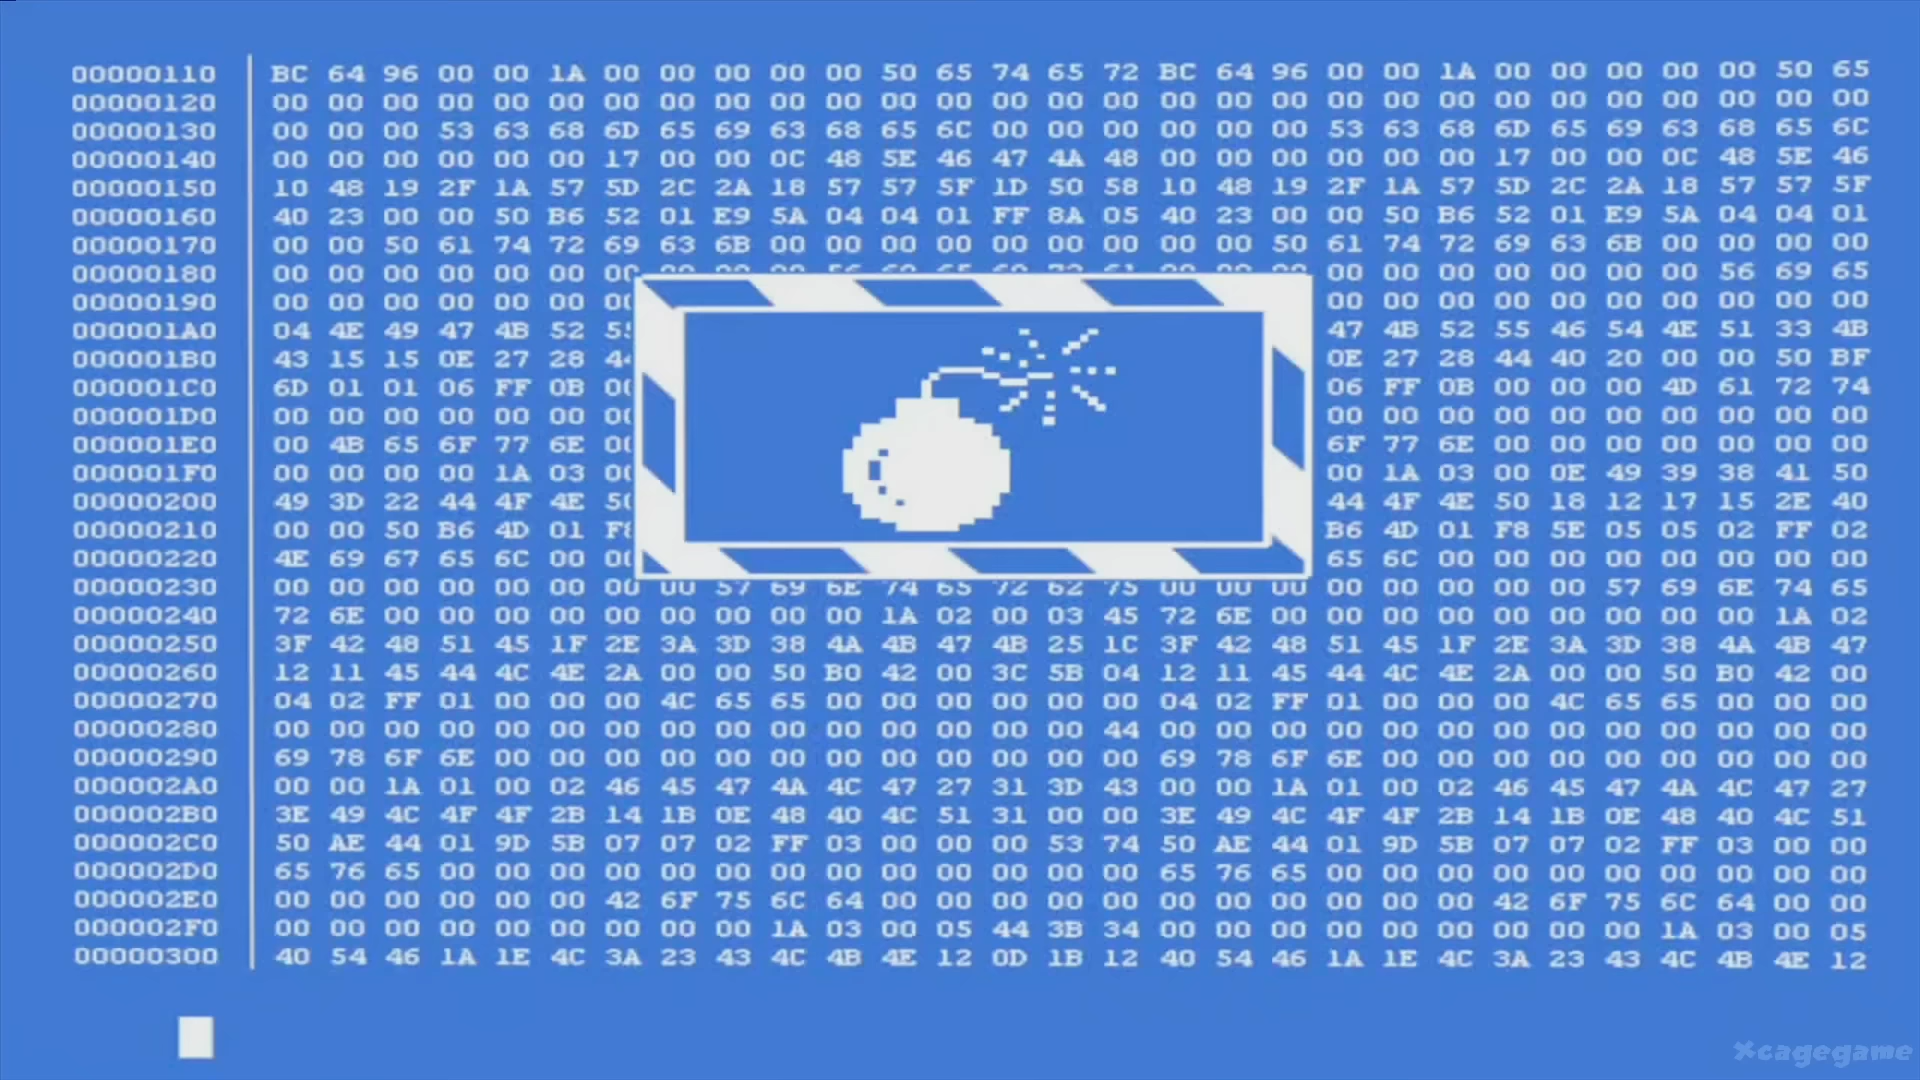 00000110 BC 64 96 00 00 1A 00 00 00 00 00 50 65 74 65 72 BC 64 96 00 00 1A 00 00 00 00 00 50 65
00000120 00 00 00 00 00 00 00 00 00 00 00 00 00 00 00 00 00 00 00 00 00 00 00 00 00 00 00 00 00
00000130 00 00 00 53 63 68 6D 65 69 63 68 65 6C 00 00 00 00 00 00 53 63 68 6D 65 69 63 68 65 6C
00000140 00 00 00 00 00 00 17 00 00 0C 48 5E 46 47 4A 48 00 00 00 00 00 00 17 00 00 0C 48 5E 46
00000150 10 48 19 2F 1A 57 5D 2C 2A 18 57 57 5F 1D 50 58 10 48 19 2F 1A 57 5D 2C 2A 18 57 57 5F
00000160 40 23 00 00 50 B6 52 01 E9 5A 04 04 01 FF 8A 05 40 23 00 00 50 B6 52 01 E9 5A 04 04 01
00000170 00 00 50 61 74 72 69 63 6B 00 00 00 00 00 00 00 00 00 50 61 74 72 69 63 6B 00 00 00 00
00000180 00 00 00 00 00 00 00 00 00 00 00 00 00 56 69 65
00000190 00 00 00 00 00 00 00 00 00 00 00 00 00 00 00 00
000001A0 04 4E 49 47 4B 52 47 4B 52 55 46 54 4E 51 33 4B
000001B0 43 15 15 0E 27 28 0E 27 28 44 40 20 00 00 50 BF
000001C0 6D 01 01 06 FF 0B 06 FF 0B 00 00 00 4D 61 72 74
000001D0 00 00 00 00 00 00 00 00 00 00 00 00 00 00 00 00
000001E0 00 4B 65 6F 77 6E 6F 77 6E 00 00 00 00 00 00 00
000001F0 00 00 00 00 1A 03 00 1A 03 00 0E 49 39 38 41 50
00000200 49 3D 22 44 4F 4E 44 4F 4E 50 18 12 17 15 2E 40
00000210 00 00 50 B6 4D 01 B6 4D 01 F8 5E 05 05 02 FF 02
00000220 4E 69 67 65 6C 00 65 6C 00 00 00 00 00 00 00 00
00000230 00 00 00 00 00 00 00 00 57 69 6E 74 65 72 62 75 00 00 00 00 00 00 00 00 57 69 6E 74 65
00000240 72 6E 00 00 00 00 00 00 00 00 00 1A 02 00 03 45 72 6E 00 00 00 00 00 00 00 00 00 1A 02
00000250 3F 42 48 51 45 1F 2E 3A 3D 38 4A 4B 47 4B 25 1C 3F 42 48 51 45 1F 2E 3A 3D 38 4A 4B 47
00000260 12 11 45 44 4C 4E 2A 00 00 50 B0 42 00 3C 5B 04 12 11 45 44 4C 4E 2A 00 00 50 B0 42 00
00000270 04 02 FF 01 00 00 00 4C 65 65 00 00 00 00 00 00 04 02 FF 01 00 00 00 4C 65 65 00 00 00
00000280 00 00 00 00 00 00 00 00 00 00 00 00 00 00 00 44 00 00 00 00 00 00 00 00 00 00 00 00 00
00000290 69 78 6F 6E 00 00 00 00 00 00 00 00 00 00 00 00 69 78 6F 6E 00 00 00 00 00 00 00 00 00
000002A0 00 00 1A 01 00 02 46 45 47 4A 4C 47 27 31 3D 43 00 00 1A 01 00 02 46 45 47 4A 4C 47 27
000002B0 3E 49 4C 4F 4F 2B 14 1B 0E 48 40 4C 51 31 00 00 3E 49 4C 4F 4F 2B 14 1B 0E 48 40 4C 51
000002C0 50 AE 44 01 9D 5B 07 07 02 FF 03 00 00 00 53 74 50 AE 44 01 9D 5B 07 07 02 FF 03 00 00
000002D0 65 76 65 00 00 00 00 00 00 00 00 00 00 00 00 00 65 76 65 00 00 00 00 00 00 00 00 00 00
000002E0 00 00 00 00 00 00 42 6F 75 6C 64 00 00 00 00 00 00 00 00 00 00 00 42 6F 75 6C 64 00 00
000002F0 00 00 00 00 00 00 00 00 00 1A 03 00 05 44 3B 34 00 00 00 00 00 00 00 00 00 1A 03 00 05
00000300 40 54 46 1A 1E 4C 3A 23 43 4C 4B 4E 12 0D 1B 12 40 54 46 1A 1E 4C 3A 23 43 4C 4B 4E 12
Xcagegame